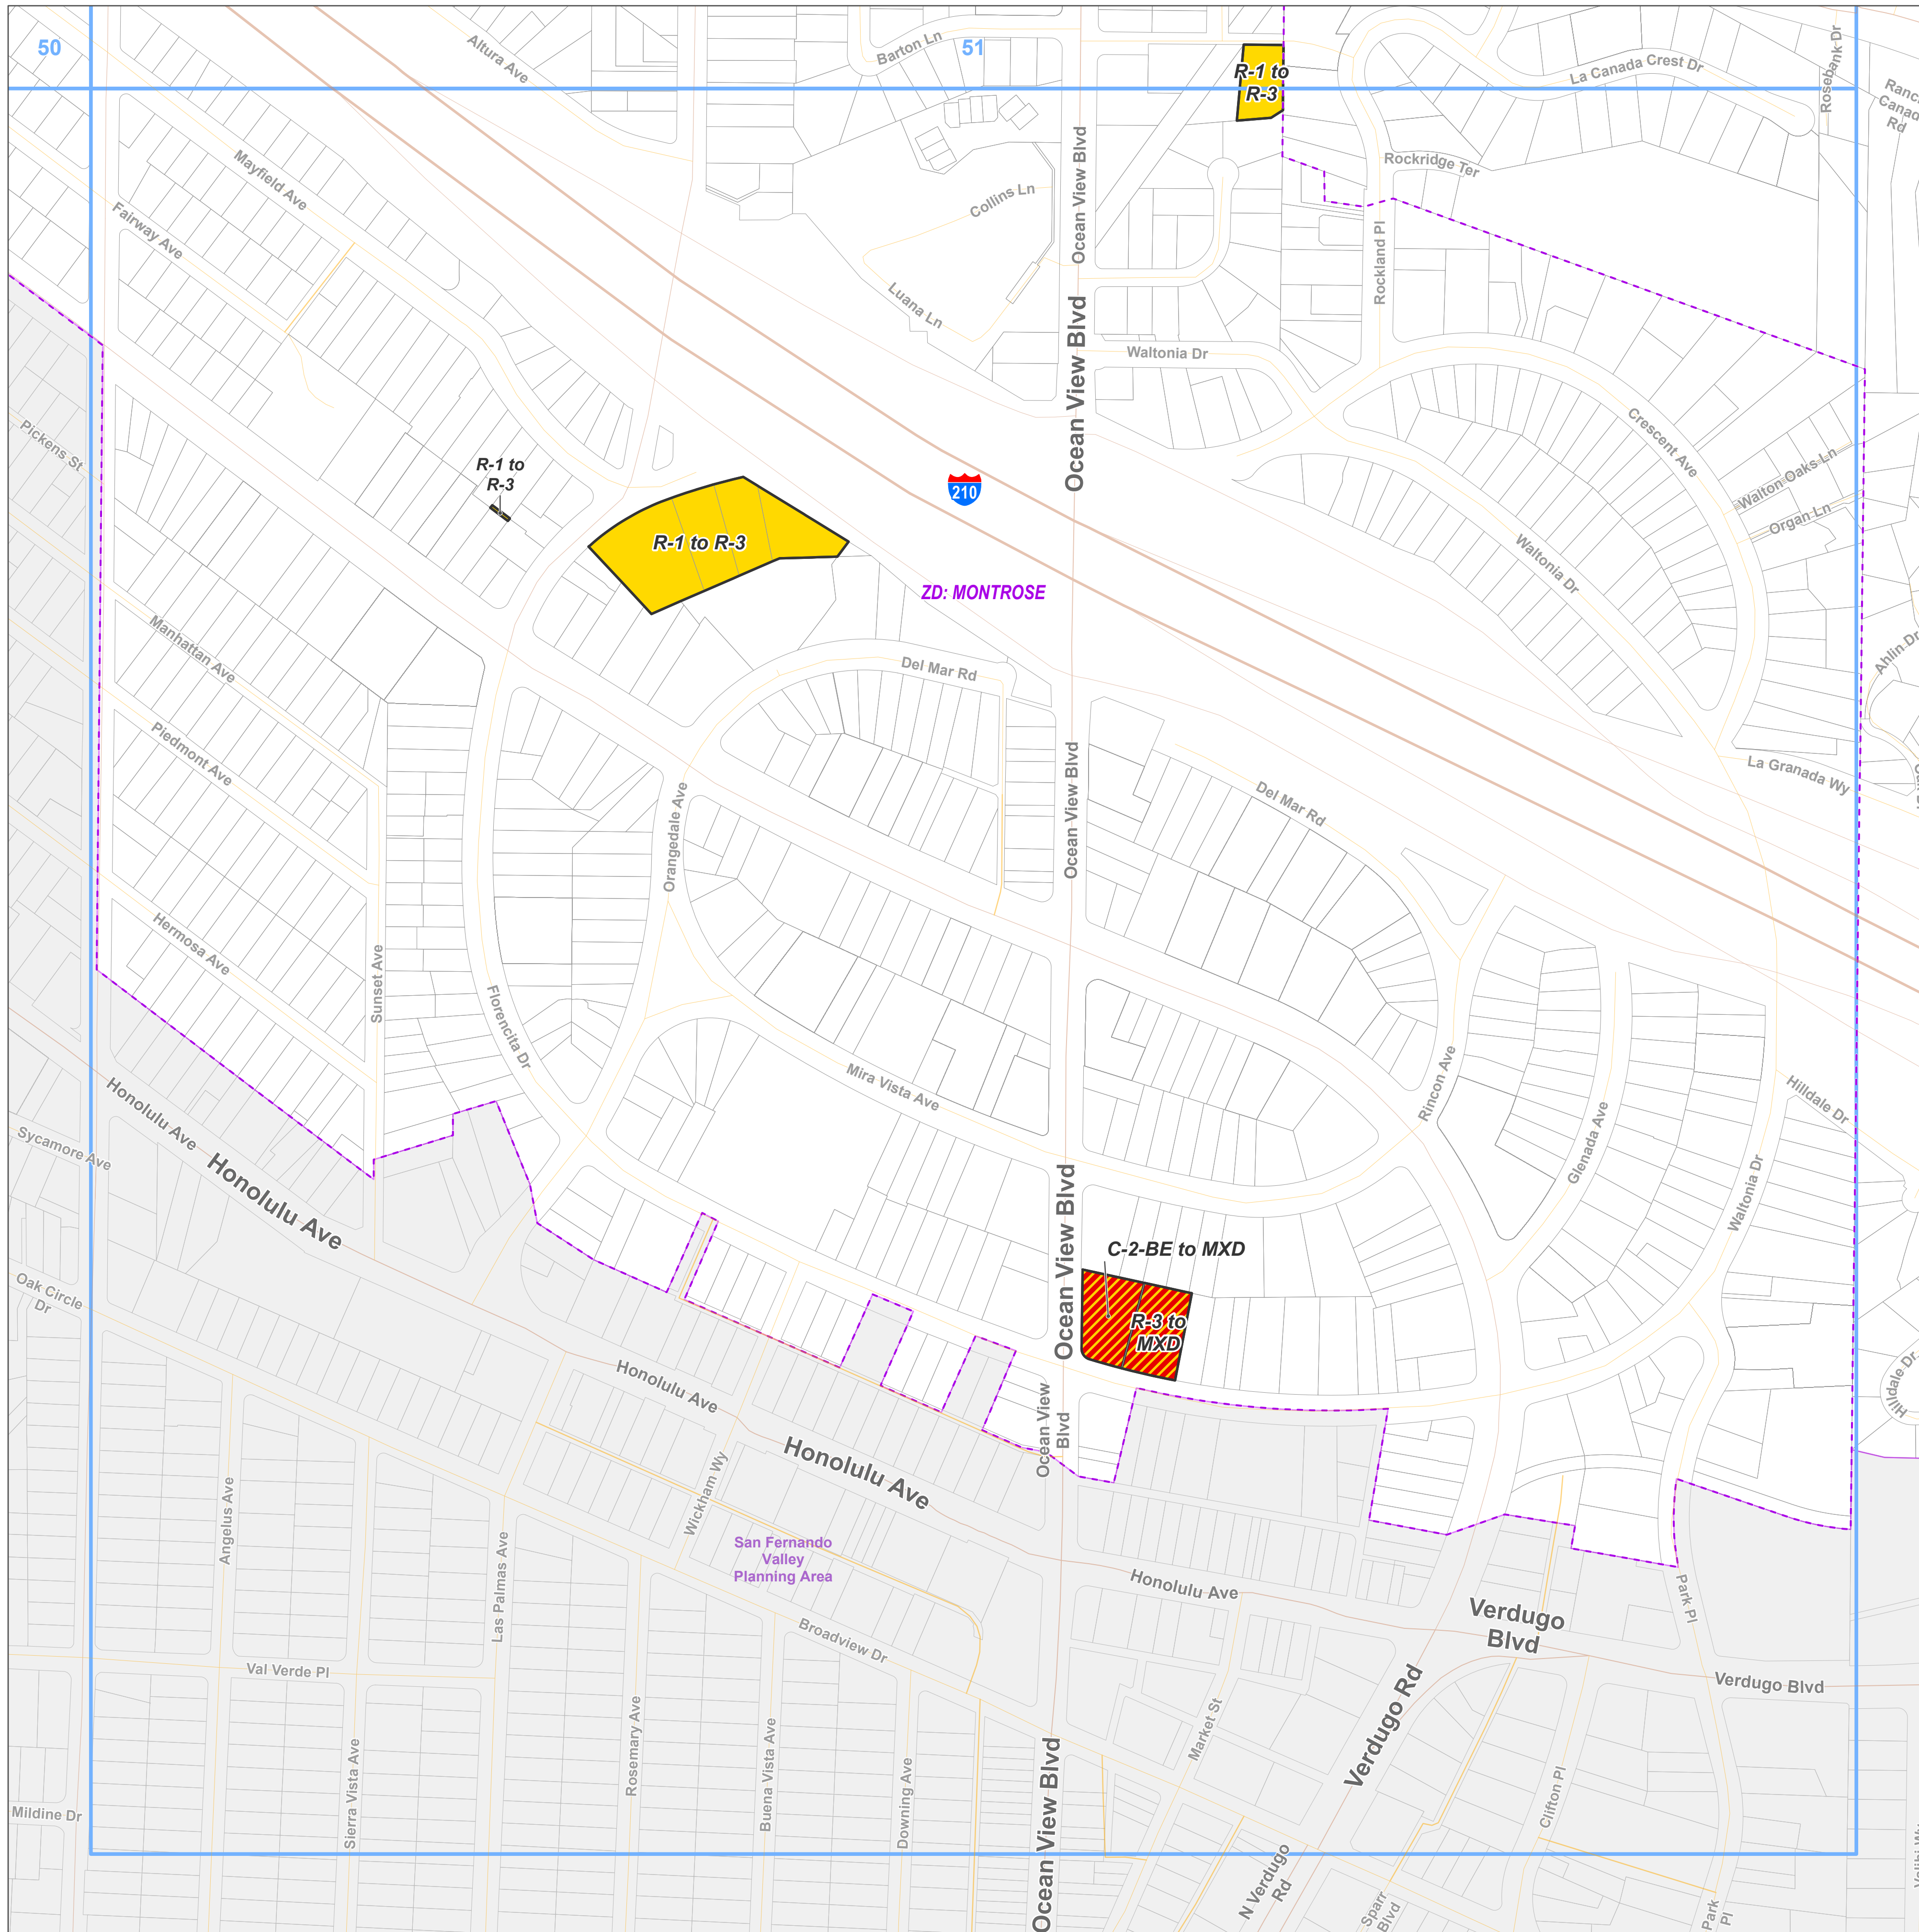 50
51
Altura Ave
Barton Ln
R-1 to
R-3
La Canada Crest Dr
Rosebank Dr
Rd
Mayfield Ave
Fairway Ave
Collins Ln
Luana Ln
Ocean View Blvd
Rockridge Ter
Rockland Pl
Waltonia Dr
Ocean View Blvd
Pickens St
R-1 to
R-3
R-1 to R-3
210
ZD: MONTROSE
Crescent Ave
Walton Oaks Ln
Organ Ln
Waltonia Dr
Manhattan Ave
Piedmont Ave
Hermosa Ave
Sunset Ave
Florencita Dr
Orangedale Ave
Del Mar Rd
Ocean View Blvd
Del Mar Rd
Ahlin Dr
La Granada Wy
Mira Vista Ave
Rincon Ave
Glenada Ave
Waltonia Dr
Hilldale Dr
Honolulu Ave
Honolulu Ave
Sycamore Ave
Oak Circle
Dr
Ocean View Blvd
C-2-BE to MXD
R-3 to
MXD
Hilldale Dr
Honolulu Ave
Honolulu Ave
Ocean View
Blvd
Wickham Wy
Angelus Ave
Las Palmas Ave
San Fernando
Valley
Planning Area
Honolulu Ave
Verdugo
Blvd
Park Pl
Verdugo Blvd
Val Verde Pl
Broadview Dr
Verdugo Rd
Market St
Mildine Dr
Sierra Vista Ave
Rosemary Ave
Buena Vista Ave
Downing Ave
Ocean View Blvd
Clifton Pl
N Verdugo
Rd
Sparr
Blvd
Park
Pl